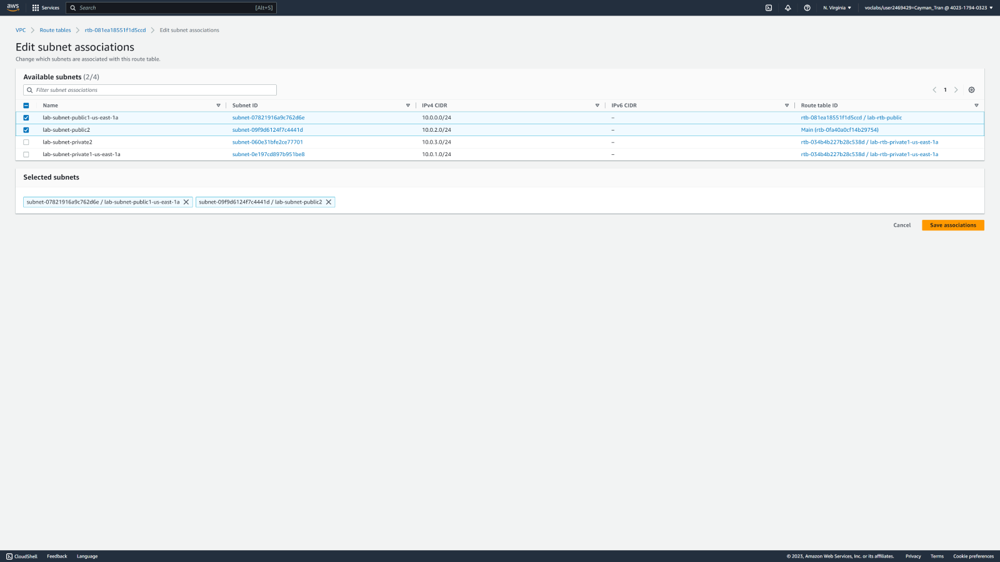 aws
Services
Search
[Alt+S]
N. Virginia
voclabs/user2469429=Cayman_Tran @ 4023-1794-0323
VPC
Route tables
rtb-081ea18551f1d5ccd
Edit subnet associations
Edit subnet associations
Change which subnets are associated with this route table.
Available subnets (2/4)
Filter subnet associations
1
Name Subnet ID IPv4 CIDR IPv6 CIDR Route table ID
lab-subnet-public1-us-east-1a subnet-07821916a9c762d6e 10.0.0.0/24 – rtb-081ea18551f1d5ccd / lab-rtb-public
lab-subnet-public2 subnet-09f9d6124f7c4441d 10.0.2.0/24 – Main (rtb-0fa40a0cf14b29754)
lab-subnet-private2 subnet-060e31bfe2ce77701 10.0.3.0/24 – rtb-034b4b227b28c538d / lab-rtb-private1-us-east-1a
lab-subnet-private1-us-east-1a subnet-0e197cd897b951be8 10.0.1.0/24 – rtb-034b4b227b28c538d / lab-rtb-private1-us-east-1a
Selected subnets
subnet-07821916a9c762d6e / lab-subnet-public1-us-east-1a
subnet-09f9d6124f7c4441d / lab-subnet-public2
Cancel
Save associations
CloudShell
Feedback
Language
© 2023, Amazon Web Services, Inc. or its affiliates.
Privacy
Terms
Cookie preferences